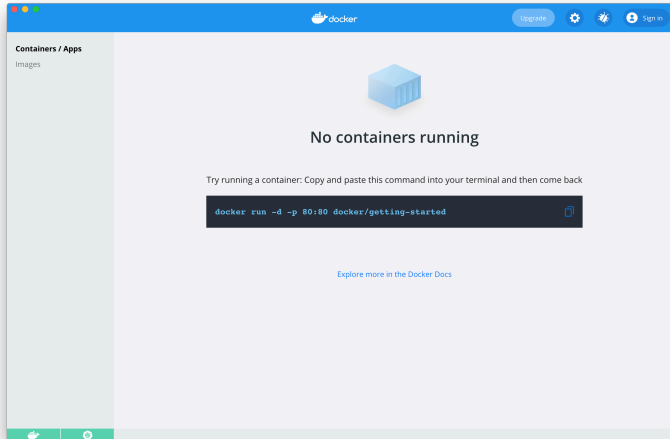 docker
Upgrade
Sign in
Containers / Apps
Images
No containers running
Try running a container: Copy and paste this command into your terminal and then come back
docker run -d -p 80:80 docker/getting-started
Explore more in the Docker Docs